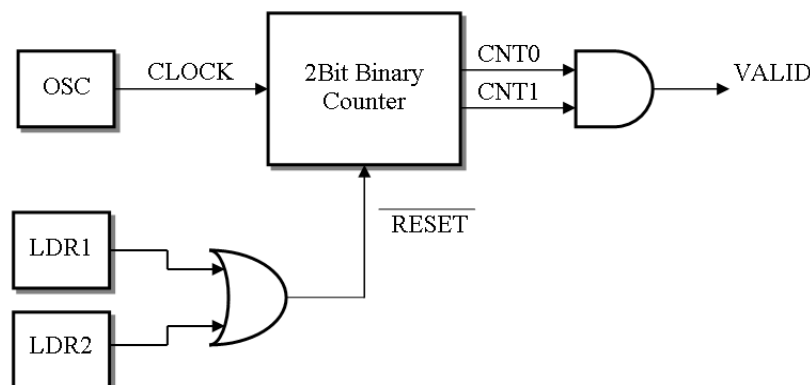 OSC
CLOCK
2Bit Binary
Counter
CNT0
CNT1
VALID
RESET
LDR1
LDR2